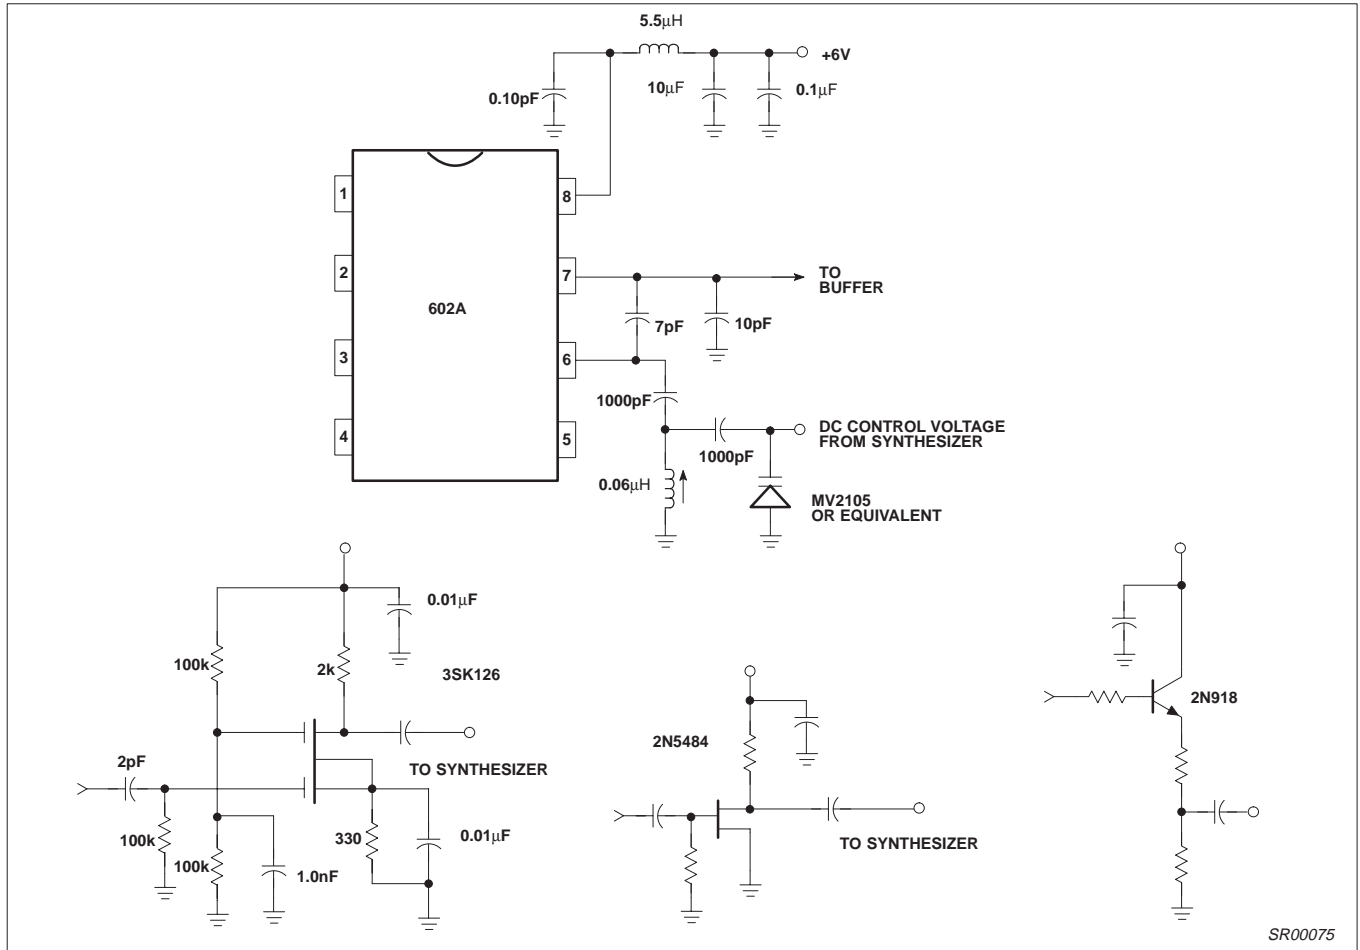 5.5µH
+6V
0.10pF
10µF
0.1µF
1
8
2
7
TO
BUFFER
602A
7pF
10pF
3
6
1000pF
4
5
DC CONTROL VOLTAGE
FROM SYNTHESIZER
1000pF
0.06µH
MV2105
OR EQUIVALENT
0.01µF
100k
2k
3SK126
2N918
2N5484
2pF
TO SYNTHESIZER
100k
330
0.01µF
TO SYNTHESIZER
100k
1.0nF
SR00075